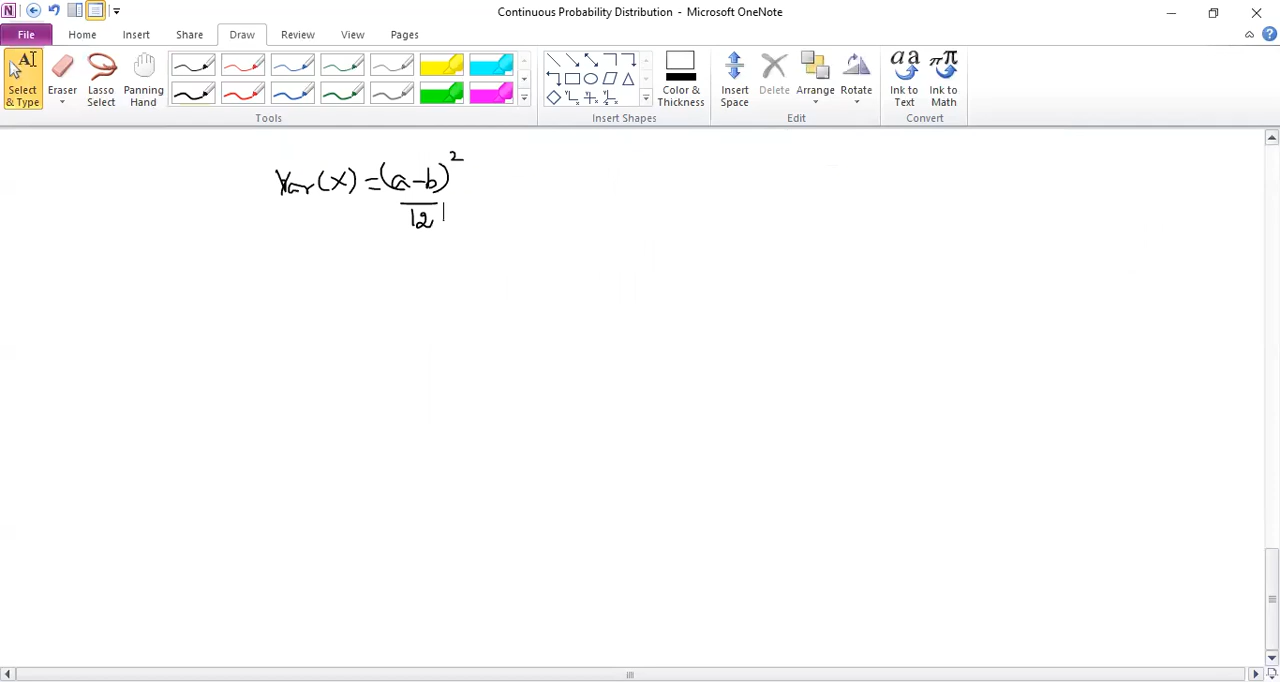 Continuous Probability Distribution - Microsoft OneNote
File Home Insert Share Draw Review View Pages
Select & Type Eraser Lasso Select Panning Hand Color & Thickness Insert Space Delete Arrange Rotate Ink to Text Ink to Math
Tools Insert Shapes Edit Convert
Var(X) = (a-b)²
12